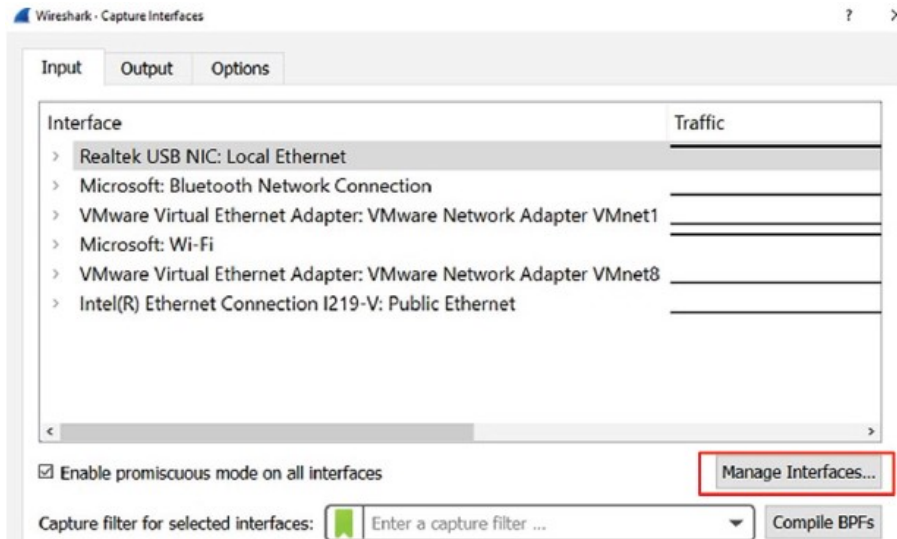 Wireshark · Capture Interfaces
Input Output Options
Interface Traffic
Realtek USB NIC: Local Ethernet
Microsoft: Bluetooth Network Connection
VMware Virtual Ethernet Adapter: VMware Network Adapter VMnet1
Microsoft: Wi-Fi
VMware Virtual Ethernet Adapter: VMware Network Adapter VMnet8
Intel(R) Ethernet Connection I219-V: Public Ethernet
Enable promiscuous mode on all interfaces Manage Interfaces...
Capture filter for selected interfaces: Enter a capture filter ... Compile BPFs